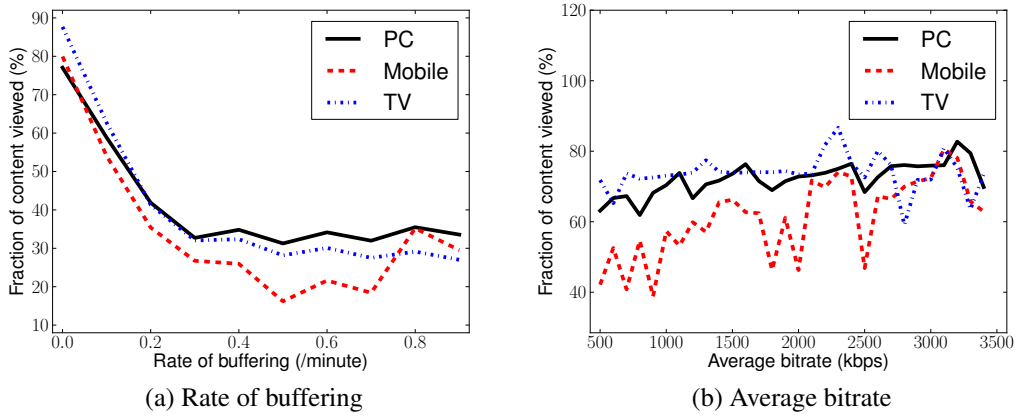 Fraction of content viewed (%)
90
80
70
60
50
40
30
20
10
0.0 0.2 0.4 0.6 0.8
Rate of buffering (/minute)
PC
Mobile
TV
(a) Rate of buffering
Fraction of content viewed (%)
120
100
80
60
40
500 1000 1500 2000 2500 3000 3500
Average bitrate (kbps)
PC
Mobile
TV
(b) Average bitrate